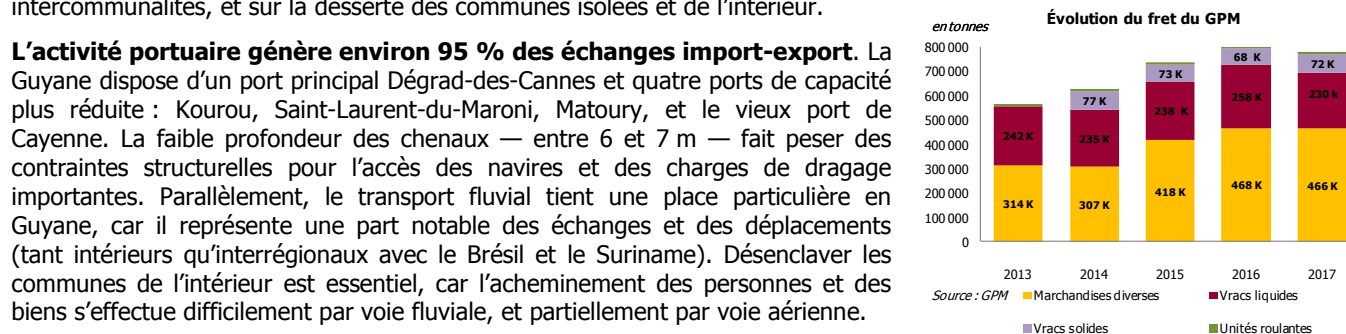 intercommunalités, et sur la desserte des communes isolées et de l'intérieur.
L'activité portuaire génère environ 95 % des échanges import-export. La
Guyane dispose d'un port principal Dégrad-des-Cannes et quatre ports de capacité
plus réduite : Kourou, Saint-Laurent-du-Maroni, Matoury, et le vieux port de
Cayenne. La faible profondeur des chenaux — entre 6 et 7 m — fait peser des
contraintes structurelles pour l'accès des navires et des charges de dragage
importantes. Parallèlement, le transport fluvial tient une place particulière en
Guyane, car il représente une part notable des échanges et des déplacements
(tant intérieurs qu'interrégionaux avec le Brésil et le Suriname). Désenclaver les
communes de l'intérieur est essentiel, car l'acheminement des personnes et des
biens s'effectue difficilement par voie fluviale, et partiellement par voie aérienne.
Évolution du fret du GPM
en tonnes
800 000
700 000
600 000
500 000
400 000
300 000
200 000
100 000
0
242 K
314 K
77 K
235 K
307 K
73 K
238 K
418 K
68 K
258 K
468 K
72 K
230 k
466 K
2013 2014 2015 2016 2017
Source : GPM Marchandises diverses Vracs liquides
Vracs solides Unités roulantes